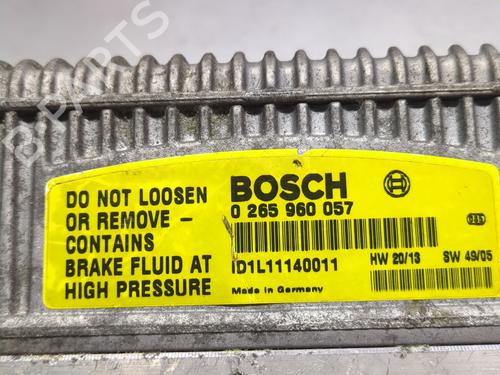 B-PARTS
DO NOT LOOSEN
OR REMOVE -
CONTAINS
BRAKE FLUID AT
HIGH PRESSURE
BOSCH
0 265 960 057
ID1L11140011
HW 20/13 SW 49/05
Made in Germany